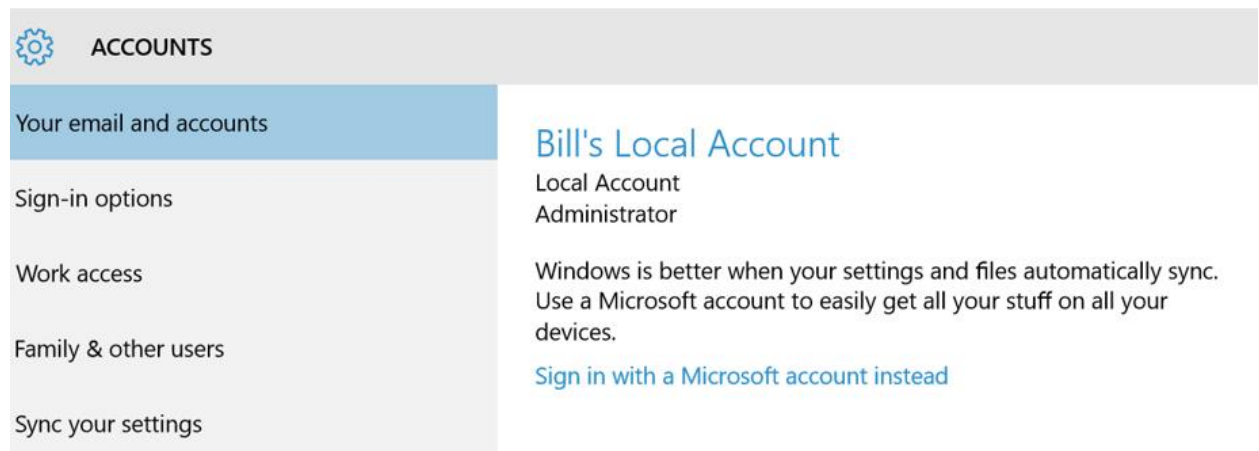 ACCOUNTS
Your email and accounts
Sign-in options
Work access
Family & other users
Sync your settings
Bill's Local Account
Local Account
Administrator
Windows is better when your settings and files automatically sync.
Use a Microsoft account to easily get all your stuff on all your
devices.
Sign in with a Microsoft account instead